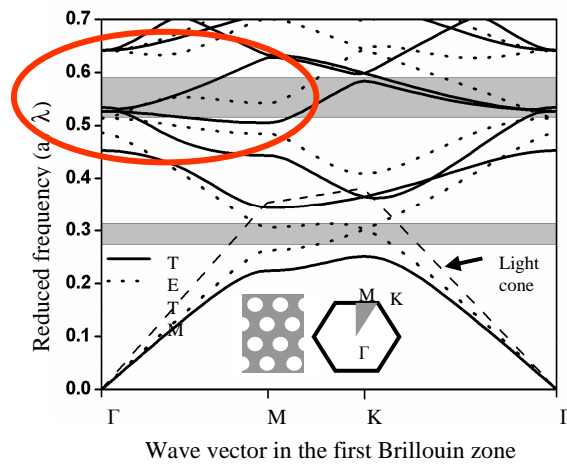 Reduced frequency (a λ)
0.7
0.6
0.5
0.4
0.3
0.2
0.1
0.0
T
E
T
M
Light
cone
M
K
Γ
Γ
M
K
Γ
Wave vector in the first Brillouin zone